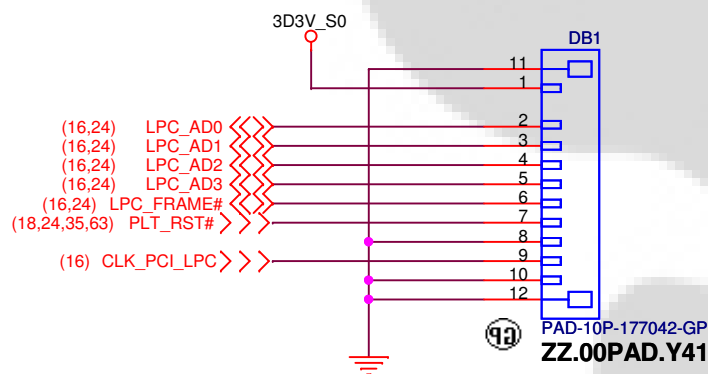 3D3V_S0
DB1
11
1
(16,24) LPC_AD0 2
(16,24) LPC_AD1 3
(16,24) LPC_AD2 4
(16,24) LPC_AD3 5
(16,24) LPC_FRAME# 6
(18,24,35,63) PLT_RST# 7
8
(16) CLK_PCI_LPC 9
10
12
GP
PAD-10P-177042-GP
ZZ.00PAD.Y41